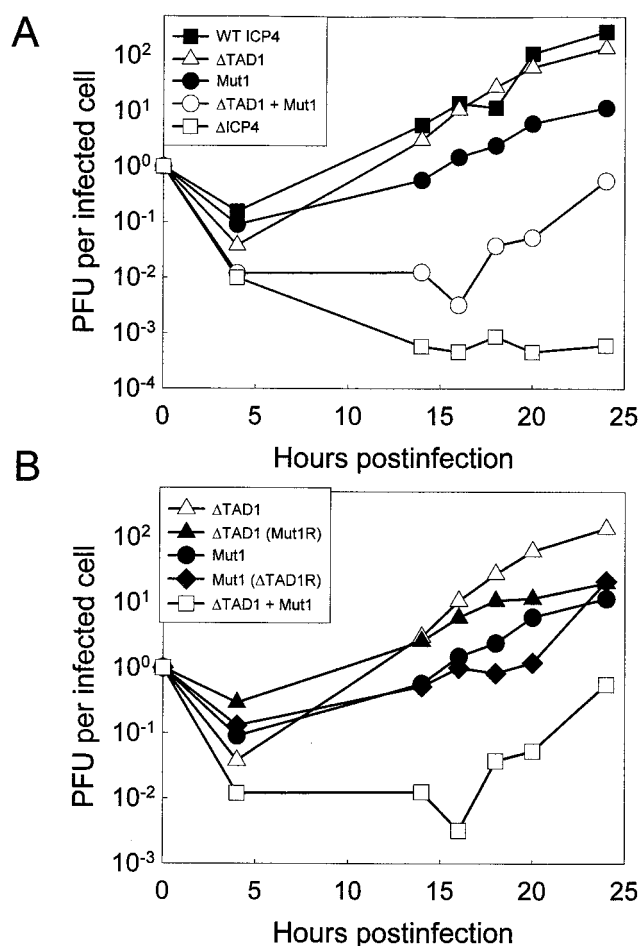 A
WT ICP4
ΔTAD1
Mut1
ΔTAD1 + Mut1
ΔICP4
PFU per infected cell
10²
10¹
10⁰
10⁻¹
10⁻²
10⁻³
10⁻⁴
0 5 10 15 20 25
Hours postinfection
B
ΔTAD1
ΔTAD1 (Mut1R)
Mut1
Mut1 (ΔTAD1R)
ΔTAD1 + Mut1
PFU per infected cell
10²
10¹
10⁰
10⁻¹
10⁻²
10⁻³
0 5 10 15 20 25
Hours postinfection